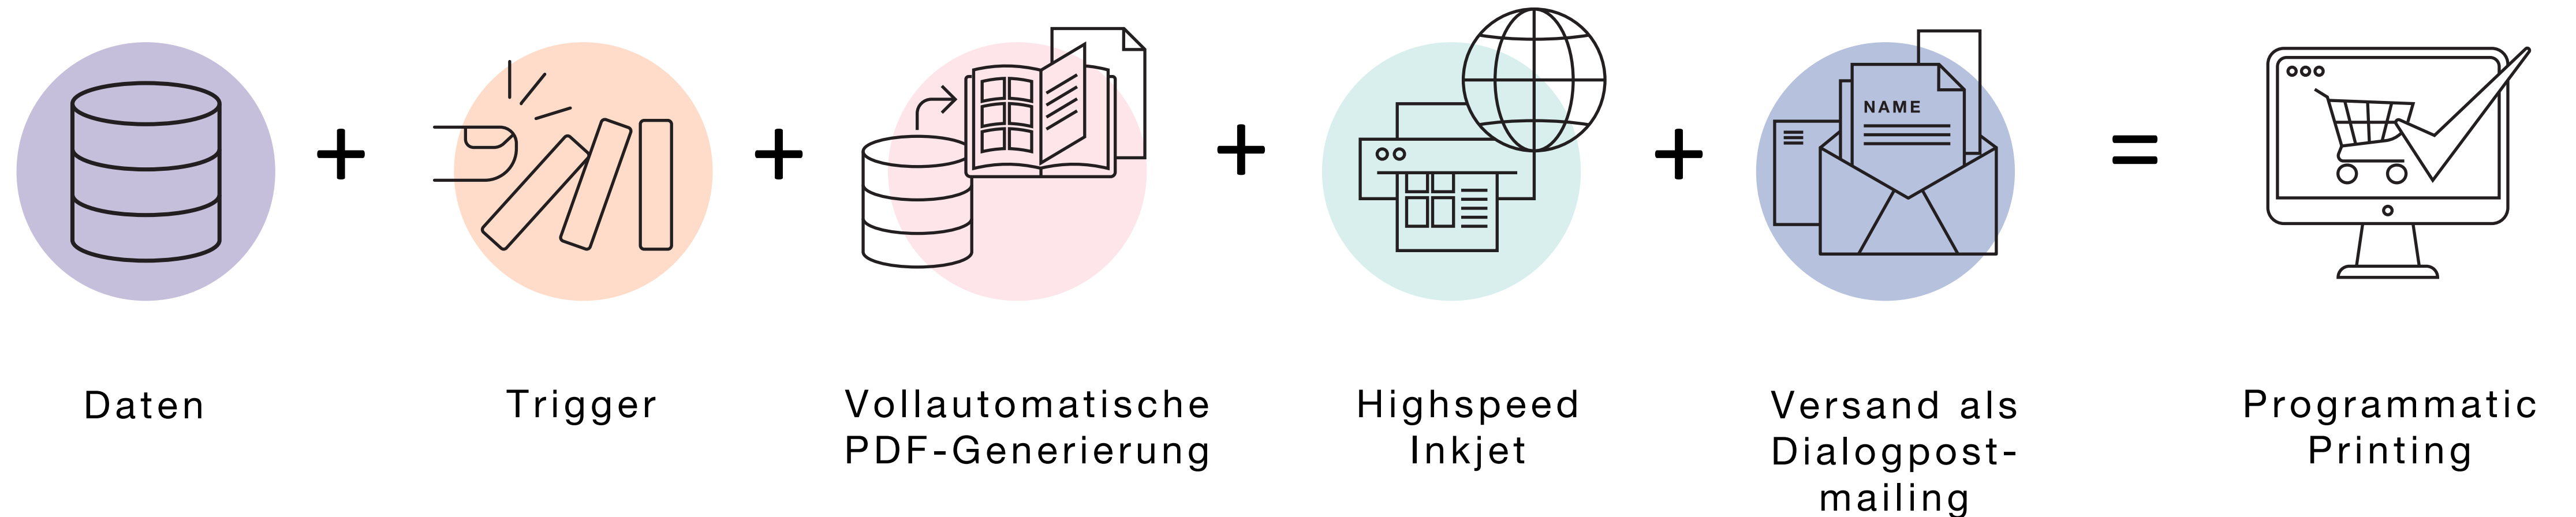 NAME
+
+
+
+
=
Daten
Trigger
Vollautomatische
PDF-Generierung
Highspeed
Inkjet
Versand als
Dialogpost-
mailing
Programmatic
Printing